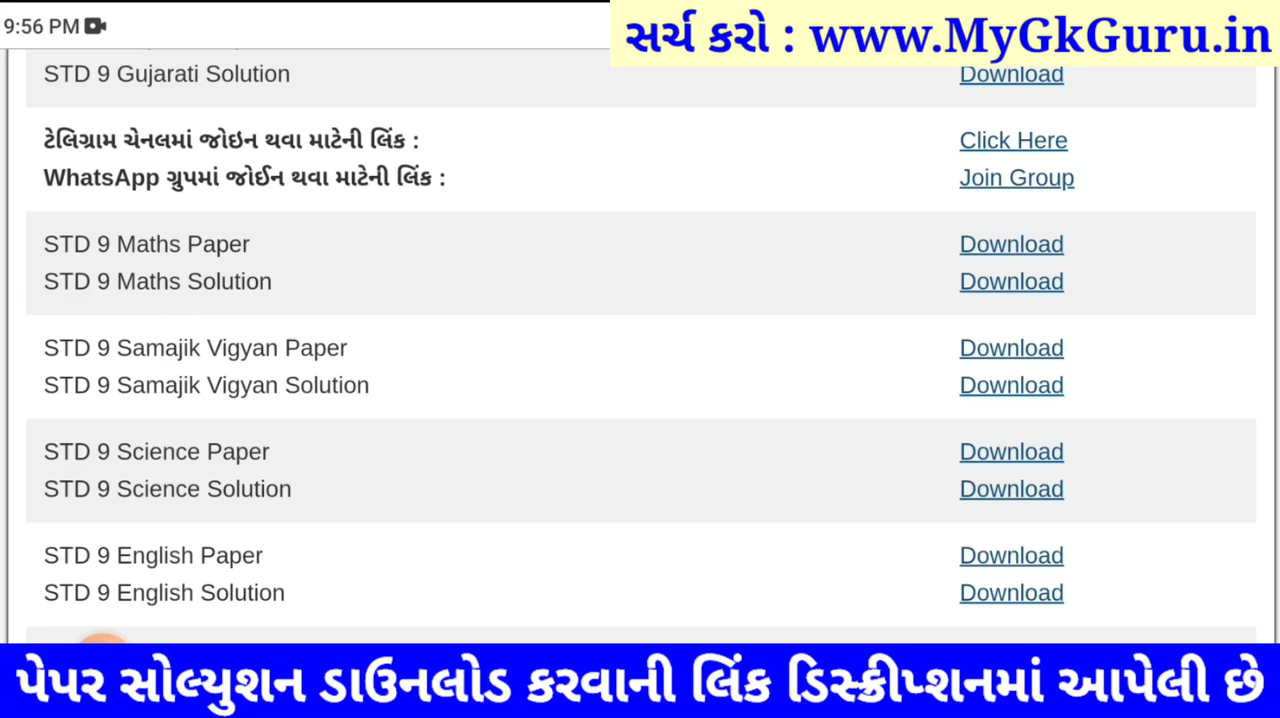 9:56 PM
સર્ચ કરો : www.MyGkGuru.in
STD 9 Gujarati Solution Download
ટેલિગ્રામ ચેનલમાં જોઇન થવા માટેની લિંક : Click Here
WhatsApp ગ્રુપમાં જોઈન થવા માટેની લિંક : Join Group
STD 9 Maths Paper Download
STD 9 Maths Solution Download
STD 9 Samajik Vigyan Paper Download
STD 9 Samajik Vigyan Solution Download
STD 9 Science Paper Download
STD 9 Science Solution Download
STD 9 English Paper Download
STD 9 English Solution Download
પેપર સોલ્યુશન ડાઉનલોડ કરવાની લિંક ડિસ્ક્રીપ્શનમાં આપેલી છે